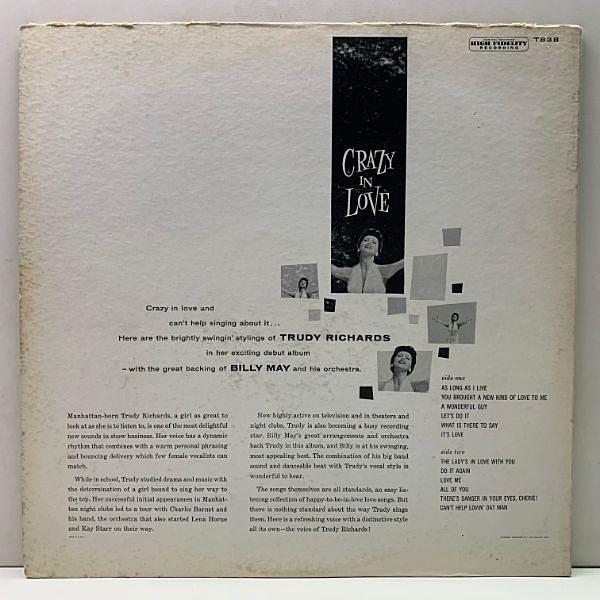 HIGH FIDELITY
RECORDING
T838
CRAZY
IN
LOVE
Crazy in love and
can't help singing about it...
Here are the brightly swingin' stylings of TRUDY RICHARDS
in her exciting debut album
– with the great backing of BILLY MAY and his orchestra.
Manhattan-born Trudy Richards, a girl as great to
look at as she is to listen to, is one of the most delightful
new sounds in show business. Her voice has a dynamic
rhythm that combines with a warm personal phrasing
and bouncing delivery which few female vocalists can
match.
While in school, Trudy studied drama and music with
the determination of a girl bound to sing her way to
the top. Her successful initial appearances in Manhat-
tan night clubs led to a tour with Charlie Barnet and
his band, the orchestra that also started Lena Horne
and Kay Starr on their way.
Now highly active on television and in theaters and
night clubs, Trudy is also becoming a busy recording
star. Billy May's great arrangements and orchestra
back Trudy in this album, and Billy is at his swinging,
most appealing best. The combination of his big band
sound and danceable beat with Trudy's vocal style is
wonderful to hear.
The songs themselves are all standards, an easy lis-
tening collection of happy-to-be-in-love love songs. But
there is nothing standard about the way Trudy sings
them. Here is a refreshing voice with a distinctive style
all its own—the voice of Trudy Richards!
side one
AS LONG AS I LIVE
YOU BROUGHT A NEW KIND OF LOVE TO ME
A WONDERFUL GUY
LET'S DO IT
WHAT IS THERE TO SAY
IT'S LOVE
side two
THE LADY'S IN LOVE WITH YOU
DO IT AGAIN
LOVE ME
ALL OF YOU
THERE'S DANGER IN YOUR EYES, CHERIE!
CAN'T HELP LOVIN' DAT MAN